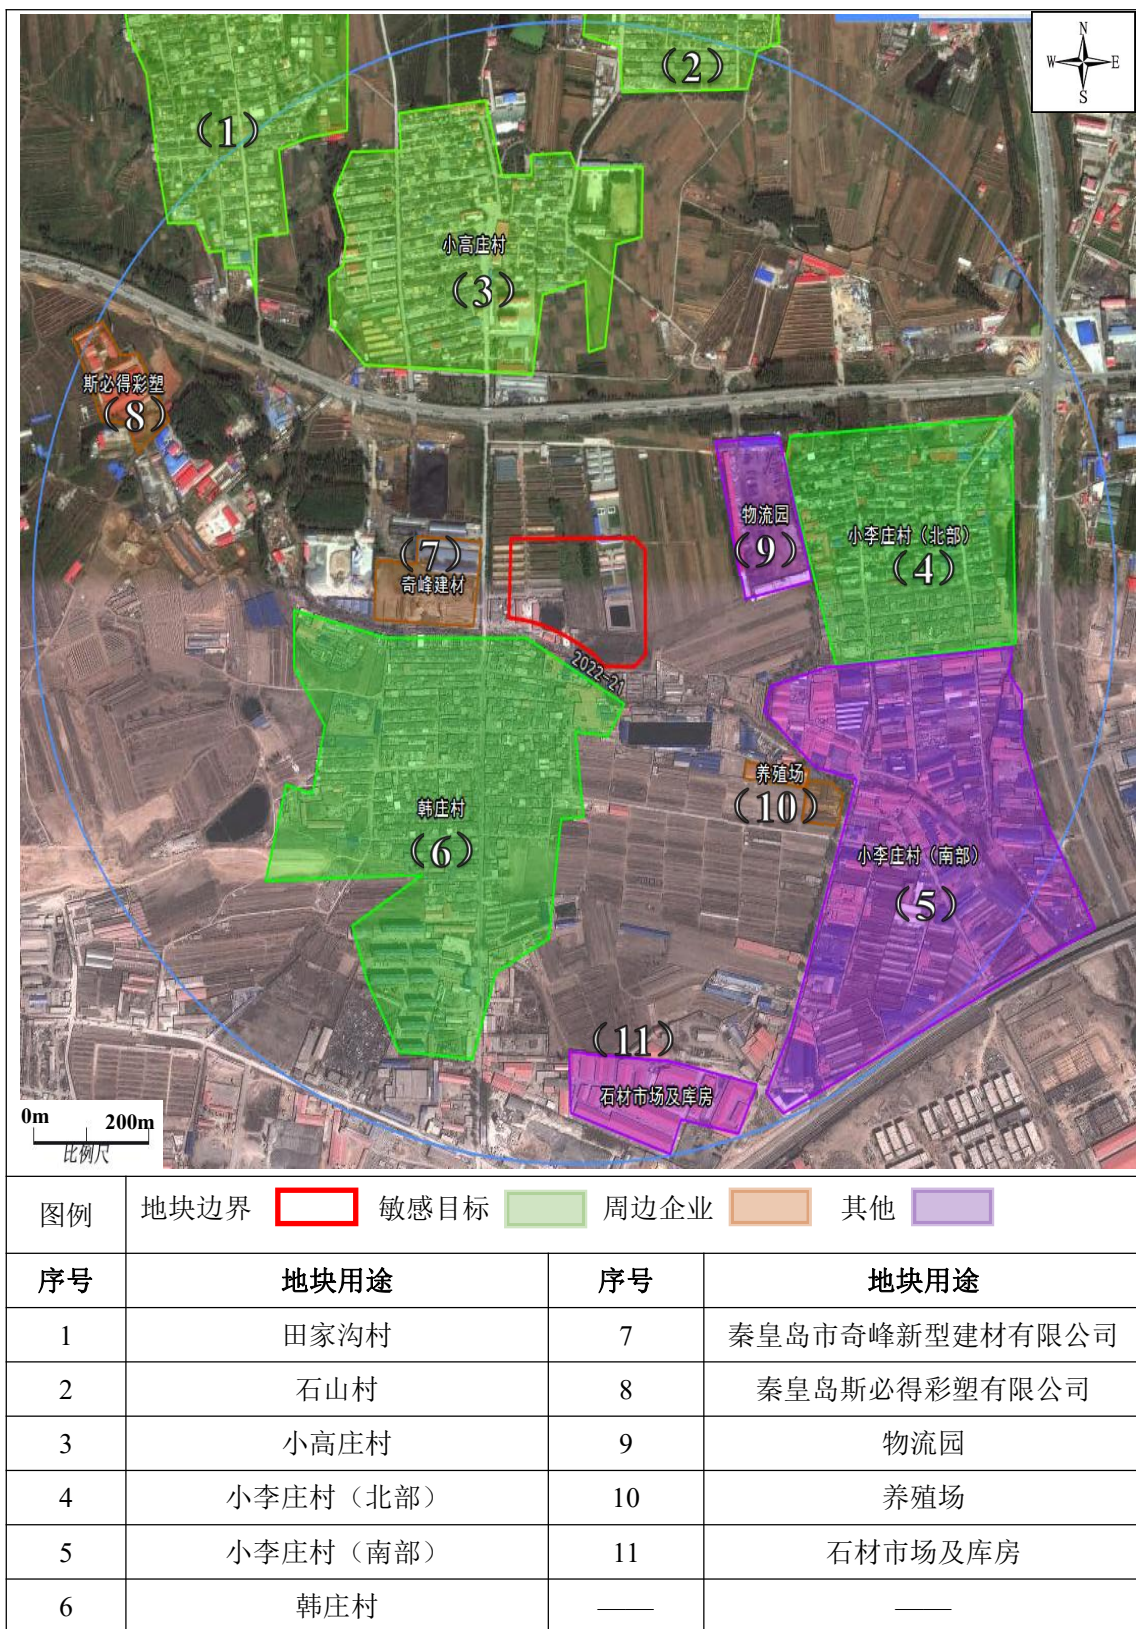 N
W E
S
（1）
（2）
小高庄村
（3）
斯必得彩塑
（8）
物流园
（9）
小李庄村（北部）
（4）
（7）
奇峰建材
2022-21
养殖场
（10）
韩庄村
（6）
小李庄村（南部）
（5）
（11）
石材市场及库房
0m 200m
比例尺
图例 地块边界 敏感目标 周边企业 其他
序号 地块用途 序号 地块用途
1 田家沟村 7 秦皇岛市奇峰新型建材有限公司
2 石山村 8 秦皇岛斯必得彩塑有限公司
3 小高庄村 9 物流园
4 小李庄村（北部） 10 养殖场
5 小李庄村（南部） 11 石材市场及库房
6 韩庄村 —— ——